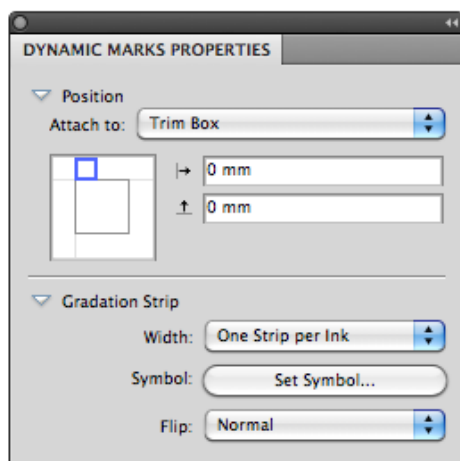 DYNAMIC MARKS PROPERTIES
Position
Attach to: Trim Box
0 mm
0 mm
Gradation Strip
Width: One Strip per Ink
Symbol: Set Symbol...
Flip: Normal